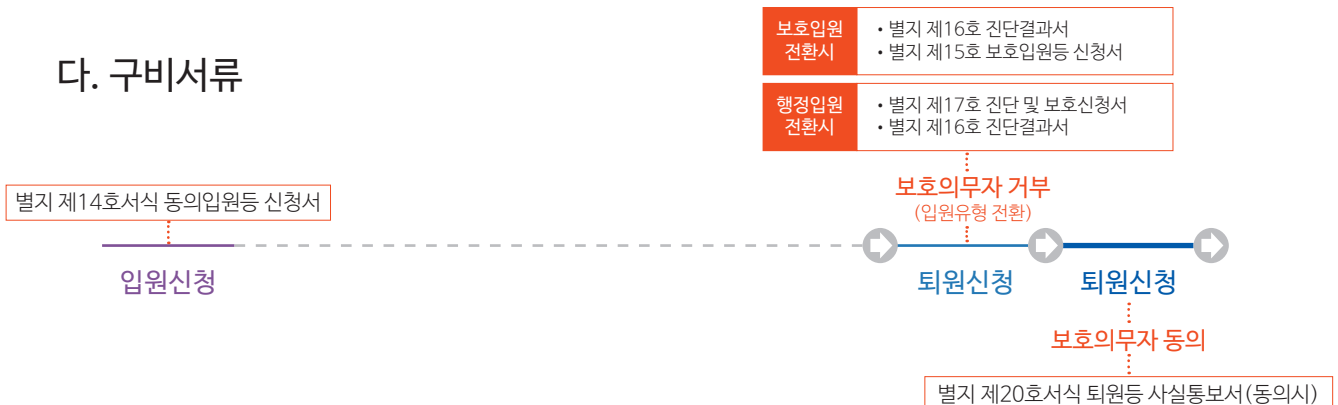 다. 구비서류
보호입원
전환시
• 별지 제16호 진단결과서
• 별지 제15호 보호입원등 신청서
행정입원
전환시
• 별지 제17호 진단 및 보호신청서
• 별지 제16호 진단결과서
보호의무자 거부
(입원유형 전환)
별지 제14호서식 동의입원등 신청서
입원신청
퇴원신청
퇴원신청
보호의무자 동의
별지 제20호서식 퇴원등 사실통보서(동의시)